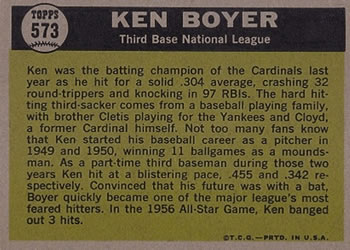 TOPPS
573
KEN BOYER
Third Base National League
Ken was the batting champion of the Cardinals last
year as he hit for a solid .304 average, crashing 32
round-trippers and knocking in 97 RBIs. The hard hit-
ting third-sacker comes from a baseball playing family,
with brother Cletis playing for the Yankees and Cloyd,
a former Cardinal himself. Not too many fans know
that Ken started his baseball career as a pitcher in
1949 and 1950, winning 11 ballgames as a mounds-
man. As a part-time third baseman during those two
years Ken hit at a blistering pace, .455 and .342 re-
spectively. Convinced that his future was with a bat,
Boyer quickly became one of the major league's most
feared hitters. In the 1956 All-Star Game, Ken banged
out 3 hits.
©T.C.G.—PRTD. IN U.S.A.